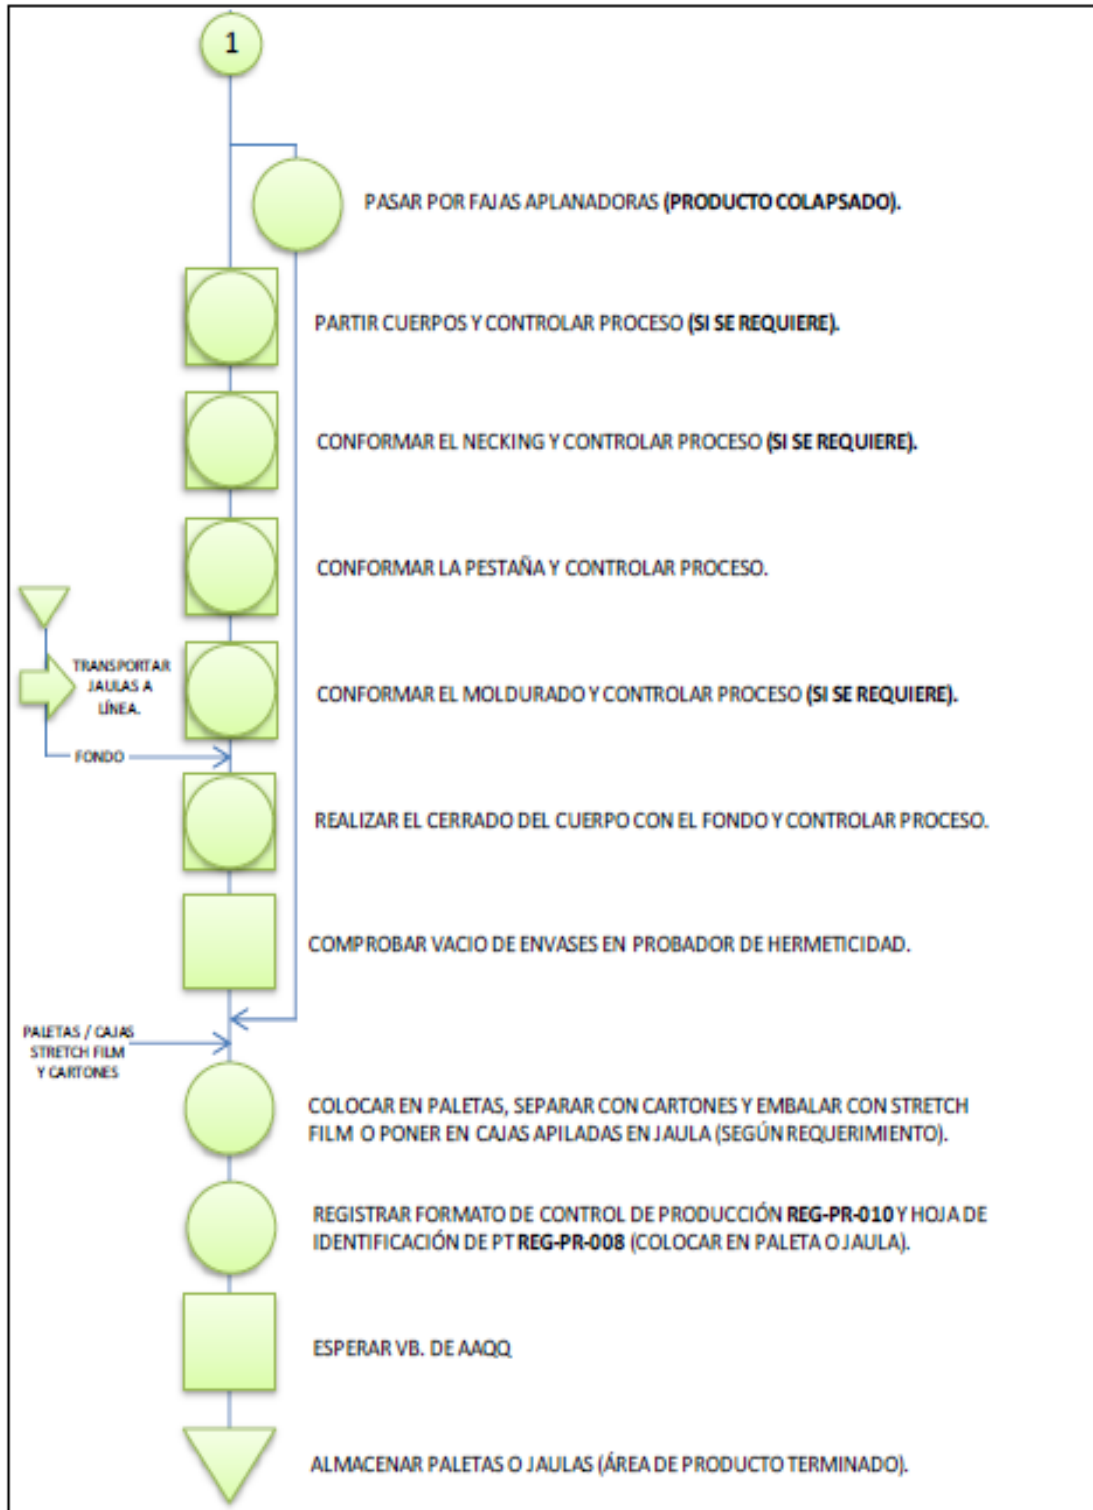 1
PASAR POR FAJAS APLANADORAS (PRODUCTO COLAPSADO).
PARTIR CUERPOS Y CONTROLAR PROCESO (SI SE REQUIERE).
CONFORMAR EL NECKING Y CONTROLAR PROCESO (SI SE REQUIERE).
CONFORMAR LA PESTAÑA Y CONTROLAR PROCESO.
TRANSPORTAR
JAULAS A
LÍNEA.
CONFORMAR EL MOLDURADO Y CONTROLAR PROCESO (SI SE REQUIERE).
FONDO
REALIZAR EL CERRADO DEL CUERPO CON EL FONDO Y CONTROLAR PROCESO.
COMPROBAR VACIO DE ENVASES EN PROBADOR DE HERMETICIDAD.
PALETAS / CAJAS
STRETCH FILM
Y CARTONES
COLOCAR EN PALETAS, SEPARAR CON CARTONES Y EMBALAR CON STRETCH
FILM O PONER EN CAJAS APILADAS EN JAULA (SEGÚN REQUERIMIENTO).
REGISTRAR FORMATO DE CONTROL DE PRODUCCIÓN REG-PR-010 Y HOJA DE
IDENTIFICACIÓN DE PT REG-PR-008 (COLOCAR EN PALETA O JAULA).
ESPERAR VB. DE AAQQ
ALMACENAR PALETAS O JAULAS (ÁREA DE PRODUCTO TERMINADO).